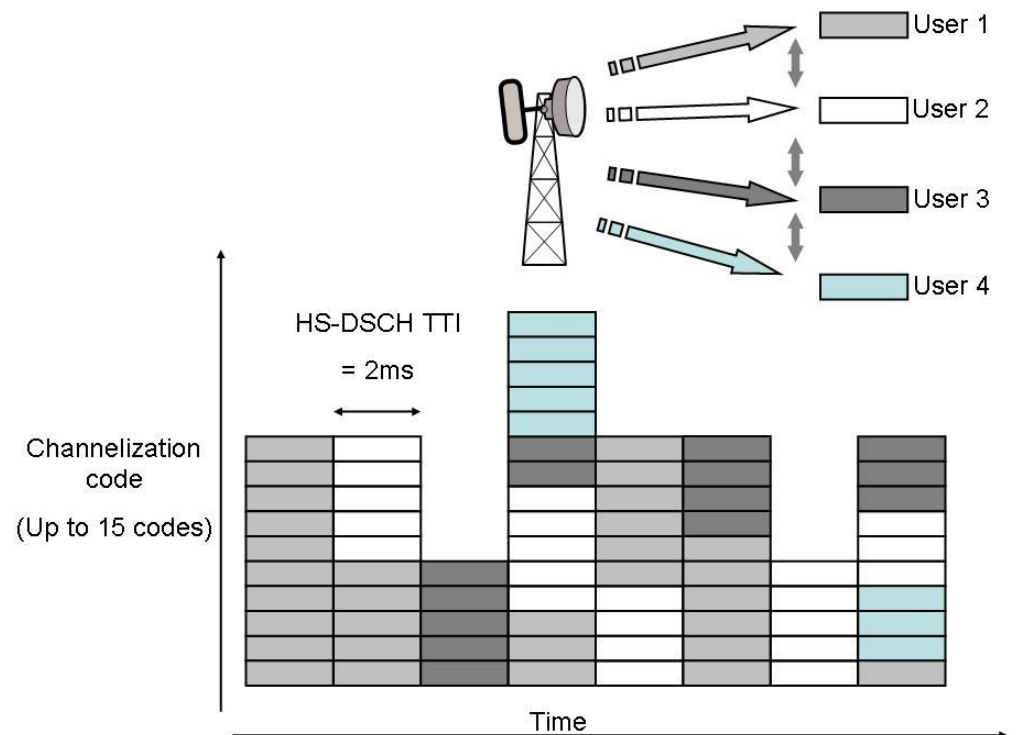 User 1
User 2
User 3
User 4
HS-DSCH TTI
= 2ms
Channelization
code
(Up to 15 codes)
Time